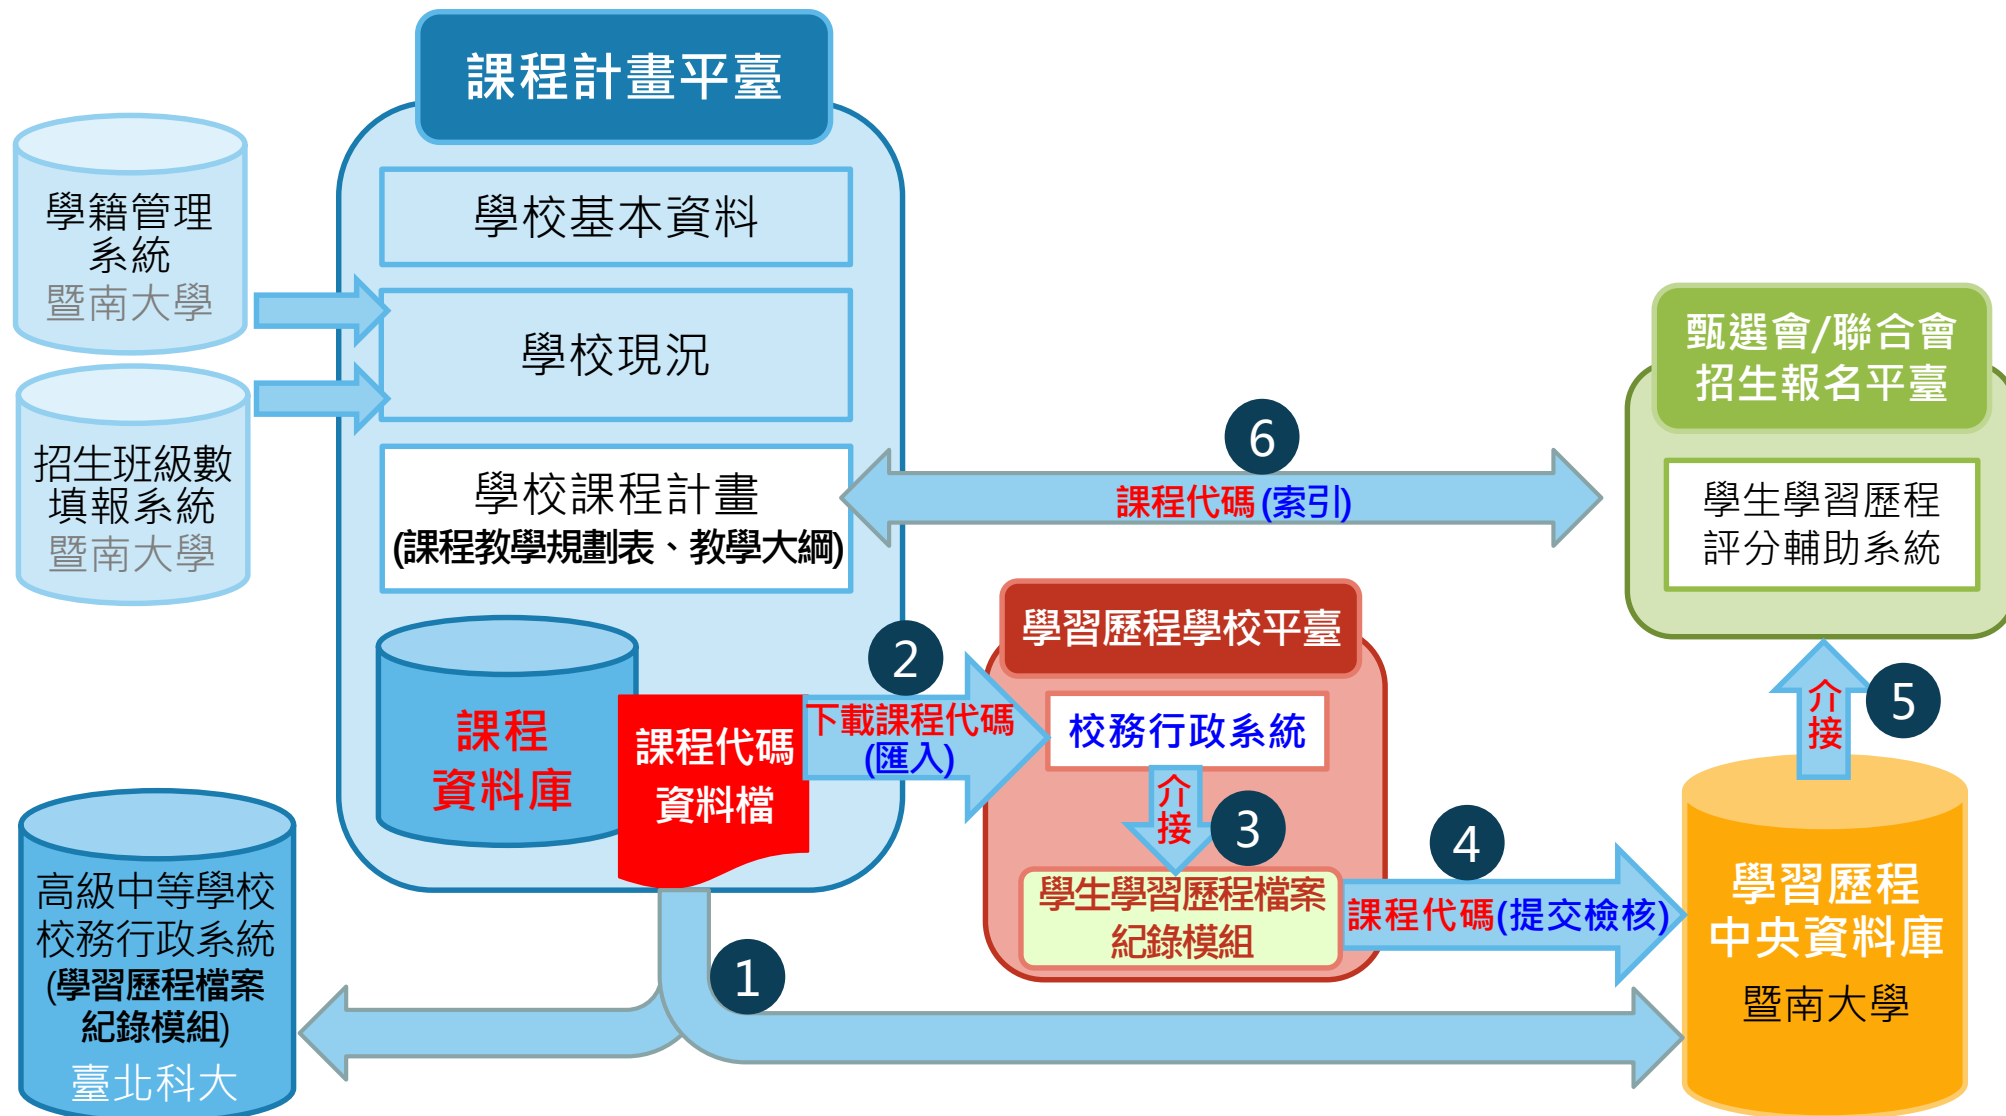 課程計畫平臺
學校基本資料
學校現況
學校課程計畫
(課程教學規劃表、教學大綱)
學籍管理
系統
暨南大學
招生班級數
填報系統
暨南大學
課程
資料庫
課程代碼
資料檔
2
下載課程代碼
(匯入)
學習歷程學校平臺
校務行政系統
介
接
3
學生學習歷程檔案
紀錄模組
6
課程代碼(索引)
甄選會/聯合會
招生報名平臺
學生學習歷程
評分輔助系統
介
接
5
4
課程代碼(提交檢核)
學習歷程
中央資料庫
暨南大學
1
高級中等學校
校務行政系統
(學習歷程檔案
紀錄模組)
臺北科大